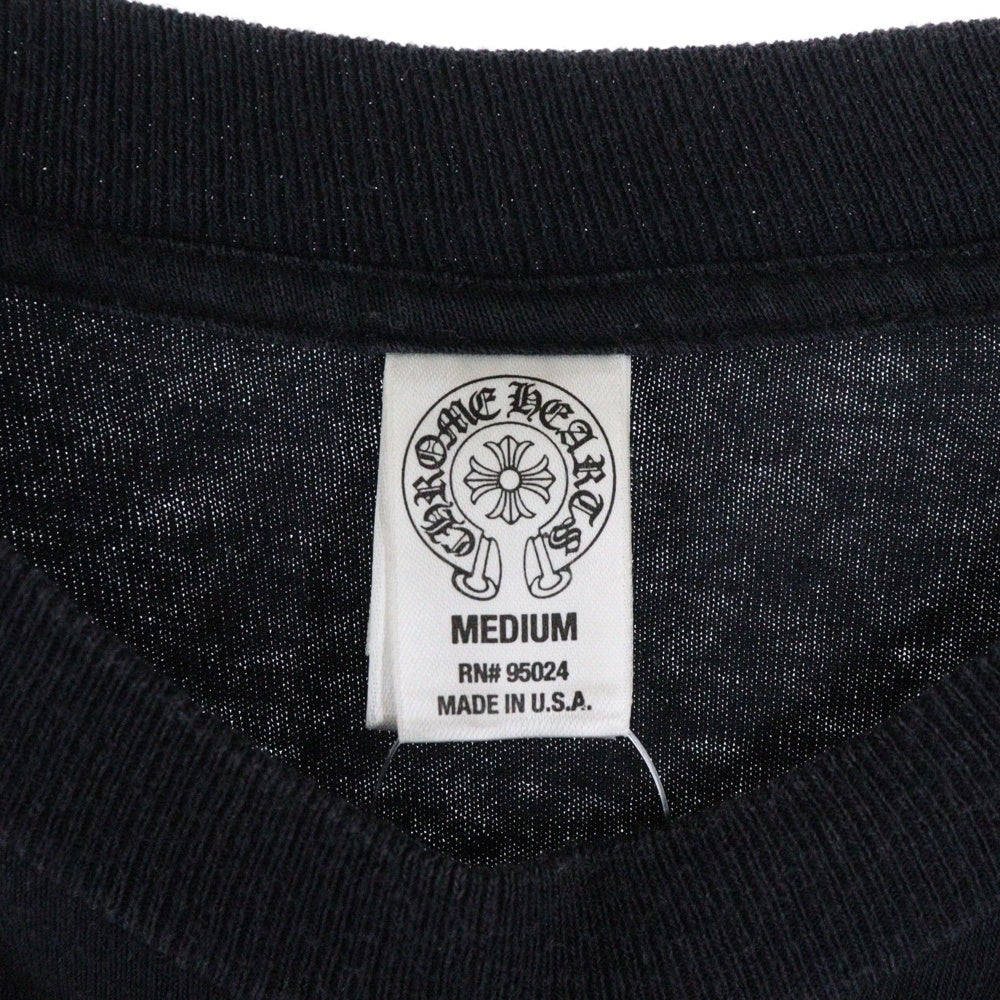 CHROME HEARTS
MEDIUM
RN# 95024
MADE IN U.S.A.